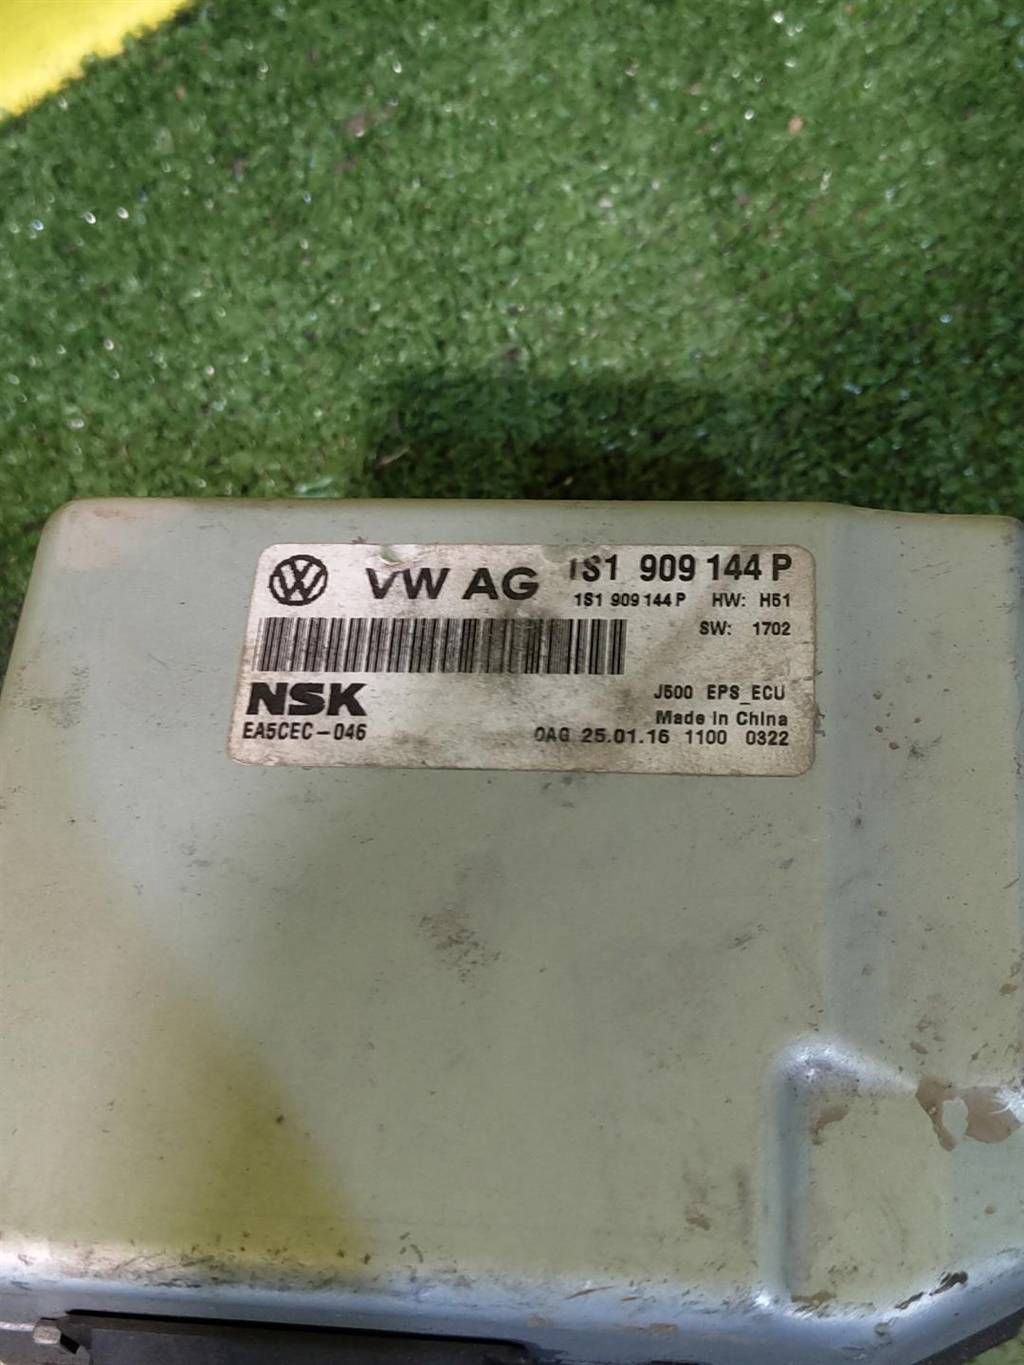 VW AG 1S1 909 144 P
1S1 909 144 P HW: H51
SW: 1702
NSK
EA5CEC-046
J500 EPS_ECU
Made in China
0AG 25.01.16 1100 0322